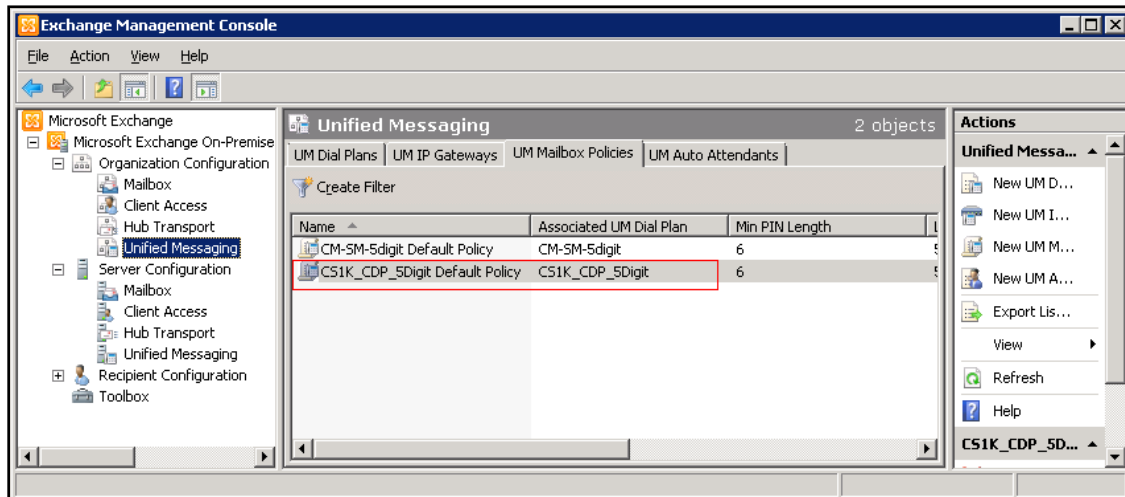 Exchange Management Console
File Action View Help
Microsoft Exchange
Microsoft Exchange On-Premise
Organization Configuration
Mailbox
Client Access
Hub Transport
Unified Messaging
Server Configuration
Mailbox
Client Access
Hub Transport
Unified Messaging
Recipient Configuration
Toolbox
Unified Messaging 2 objects
UM Dial Plans UM IP Gateways UM Mailbox Policies UM Auto Attendants
Create Filter
Name Associated UM Dial Plan Min PIN Length L
CM-SM-5digit Default Policy CM-SM-5digit 6
CS1K_CDP_5Digit Default Policy CS1K_CDP_5Digit 6
Actions
Unified Messa...
New UM D...
New UM I...
New UM M...
New UM A...
Export Lis...
View
Refresh
Help
CS1K_CDP_5D...